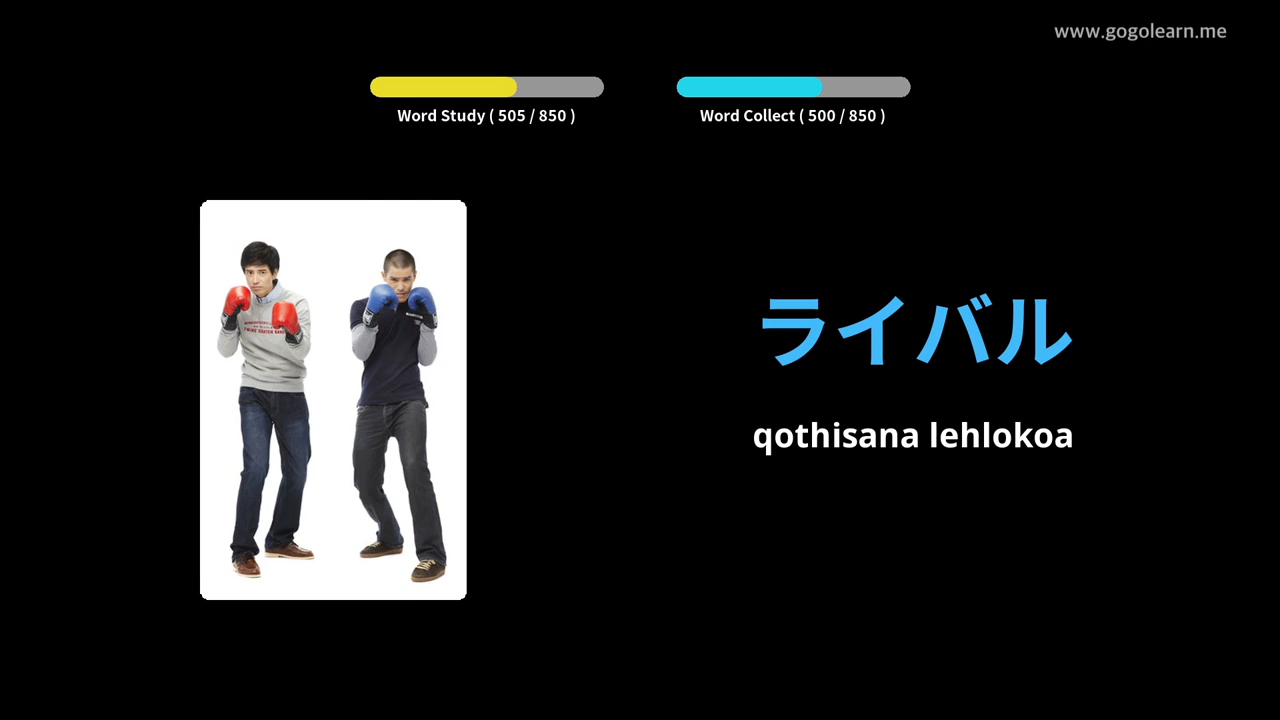 www.gogolearn.me
Word Study ( 505 / 850 )
Word Collect ( 500 / 850 )
ライバル
qothisana lehlokoa